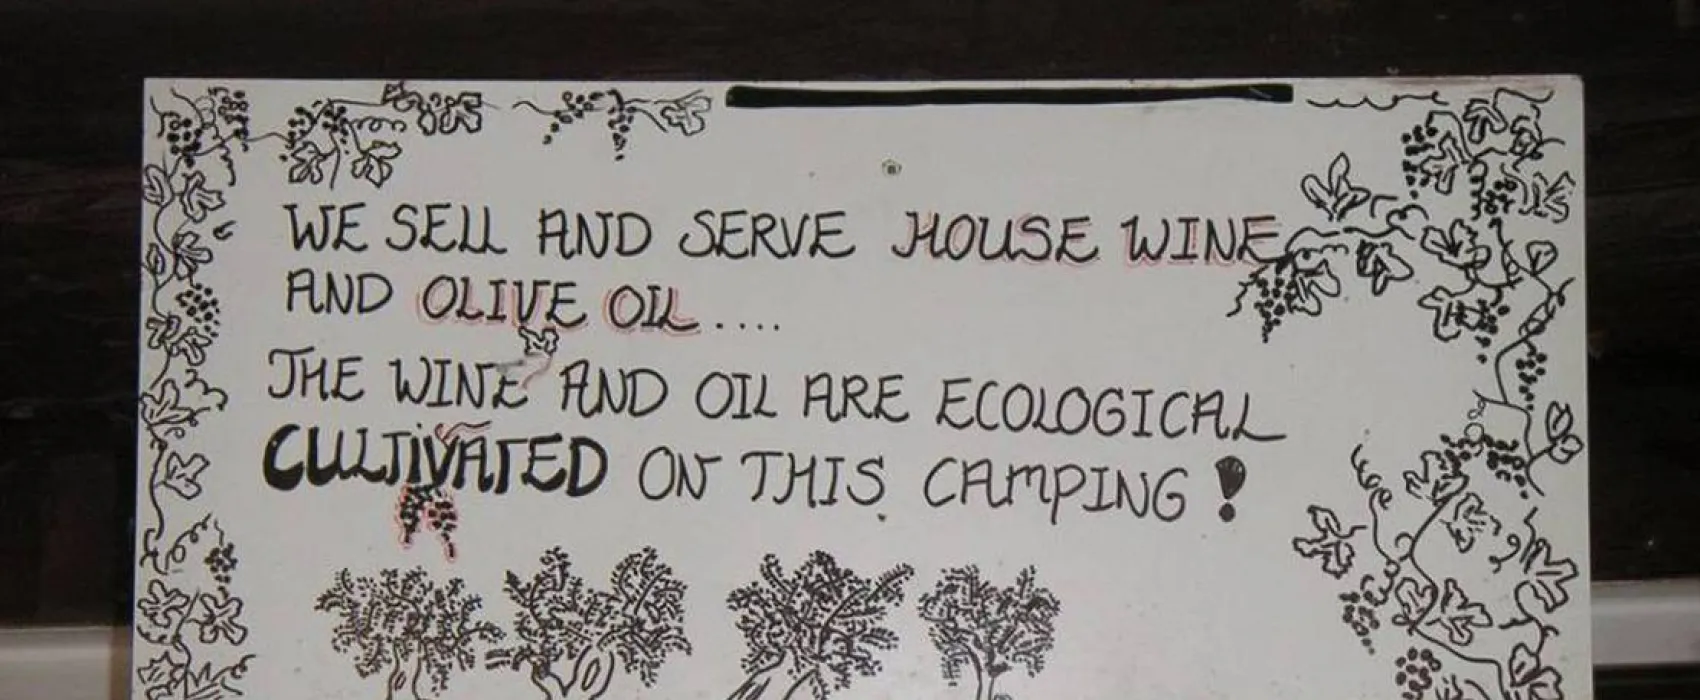 WE SELL AND SERVE HOUSE WINE
AND OLIVE OIL....
THE WINE AND OIL ARE ECOLOGICAL
CULTIVATED ON THIS CAMPING!